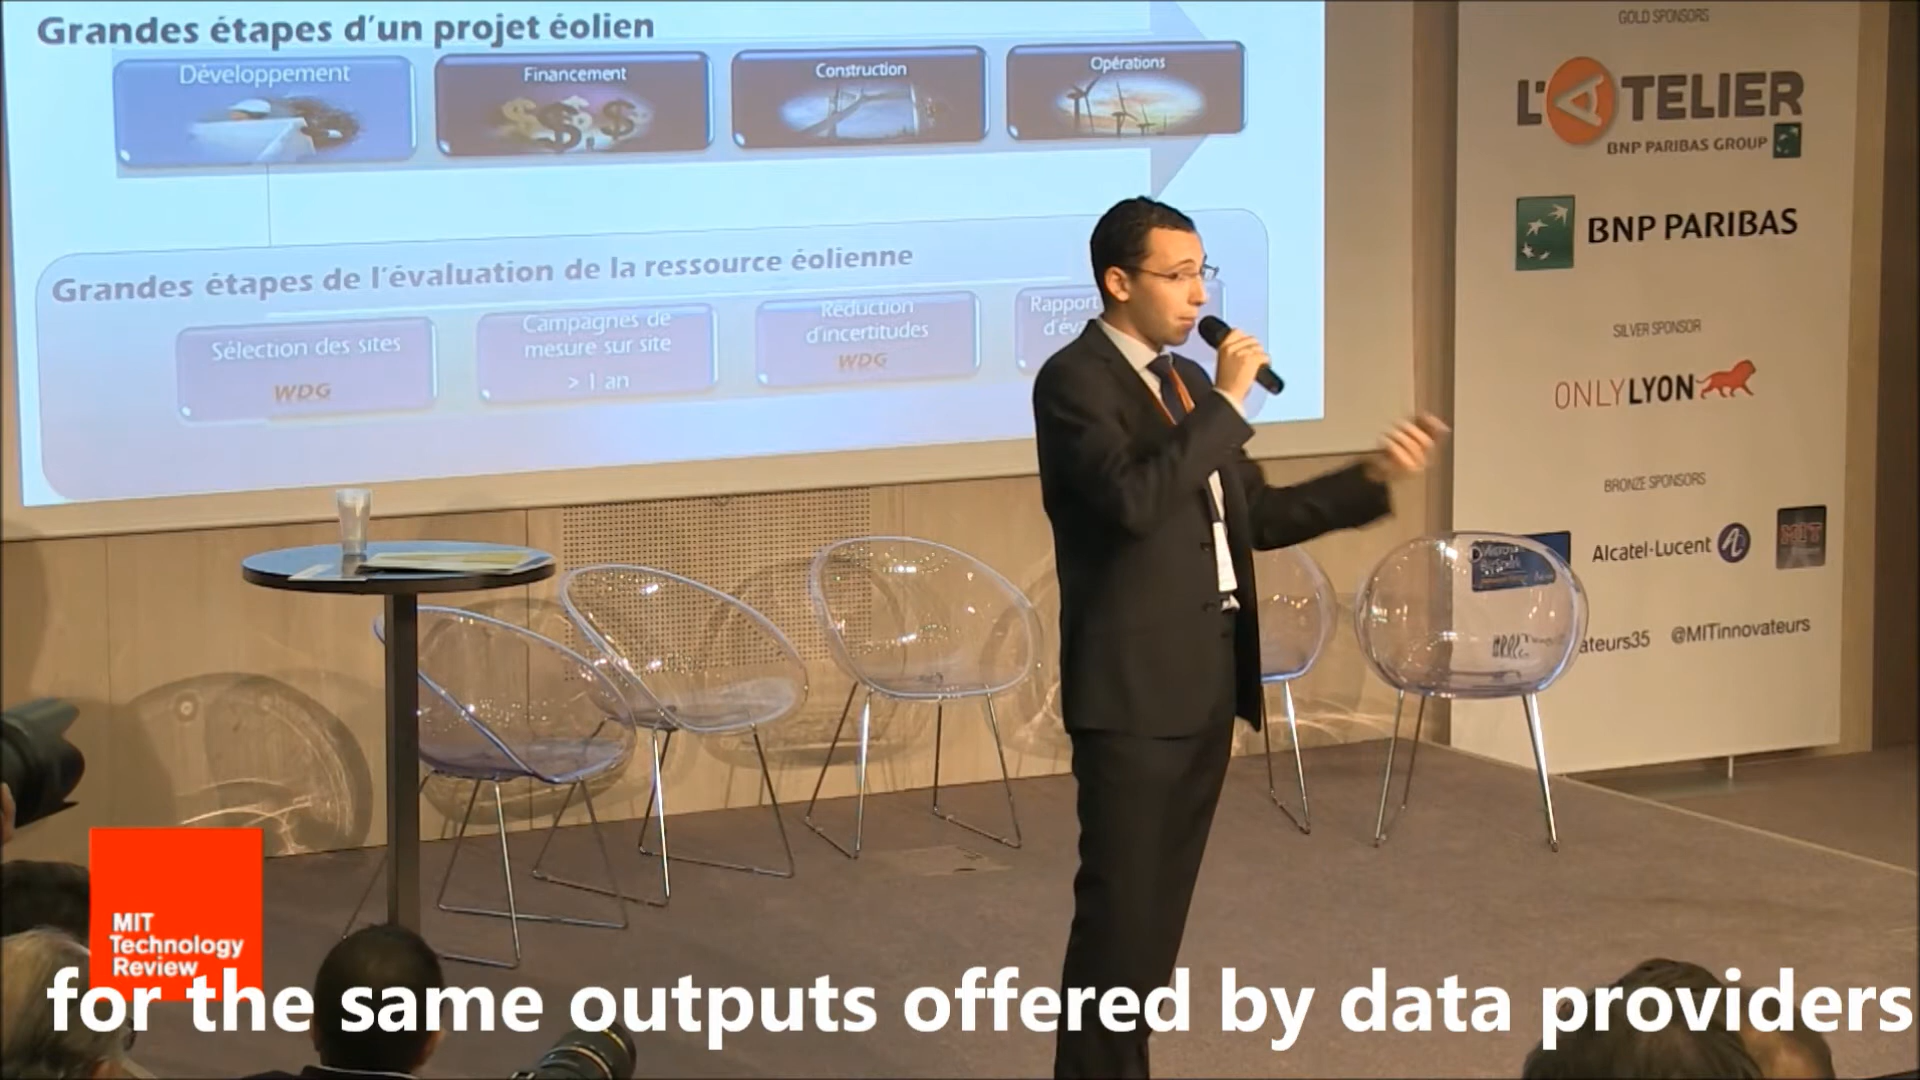 Grandes étapes d'un projet éolien
Développement
Financement
Construction
Opérations
Grandes étapes de l'évaluation de la ressource éolienne
Sélection des sites
WDG
Campagnes de
mesure sur site
> 1 an
Réduction
d'incertitudes
WDG
Rapport
GOLD SPONSORS
L'ATELIER
BNP PARIBAS GROUP
BNP PARIBAS
SILVER SPONSOR
ONLYLYON
BRONZE SPONSORS
Alcatel-Lucent
MIT
ateurs35 @MITinnovateurs
MIT
Technology
Review
for the same outputs offered by data providers